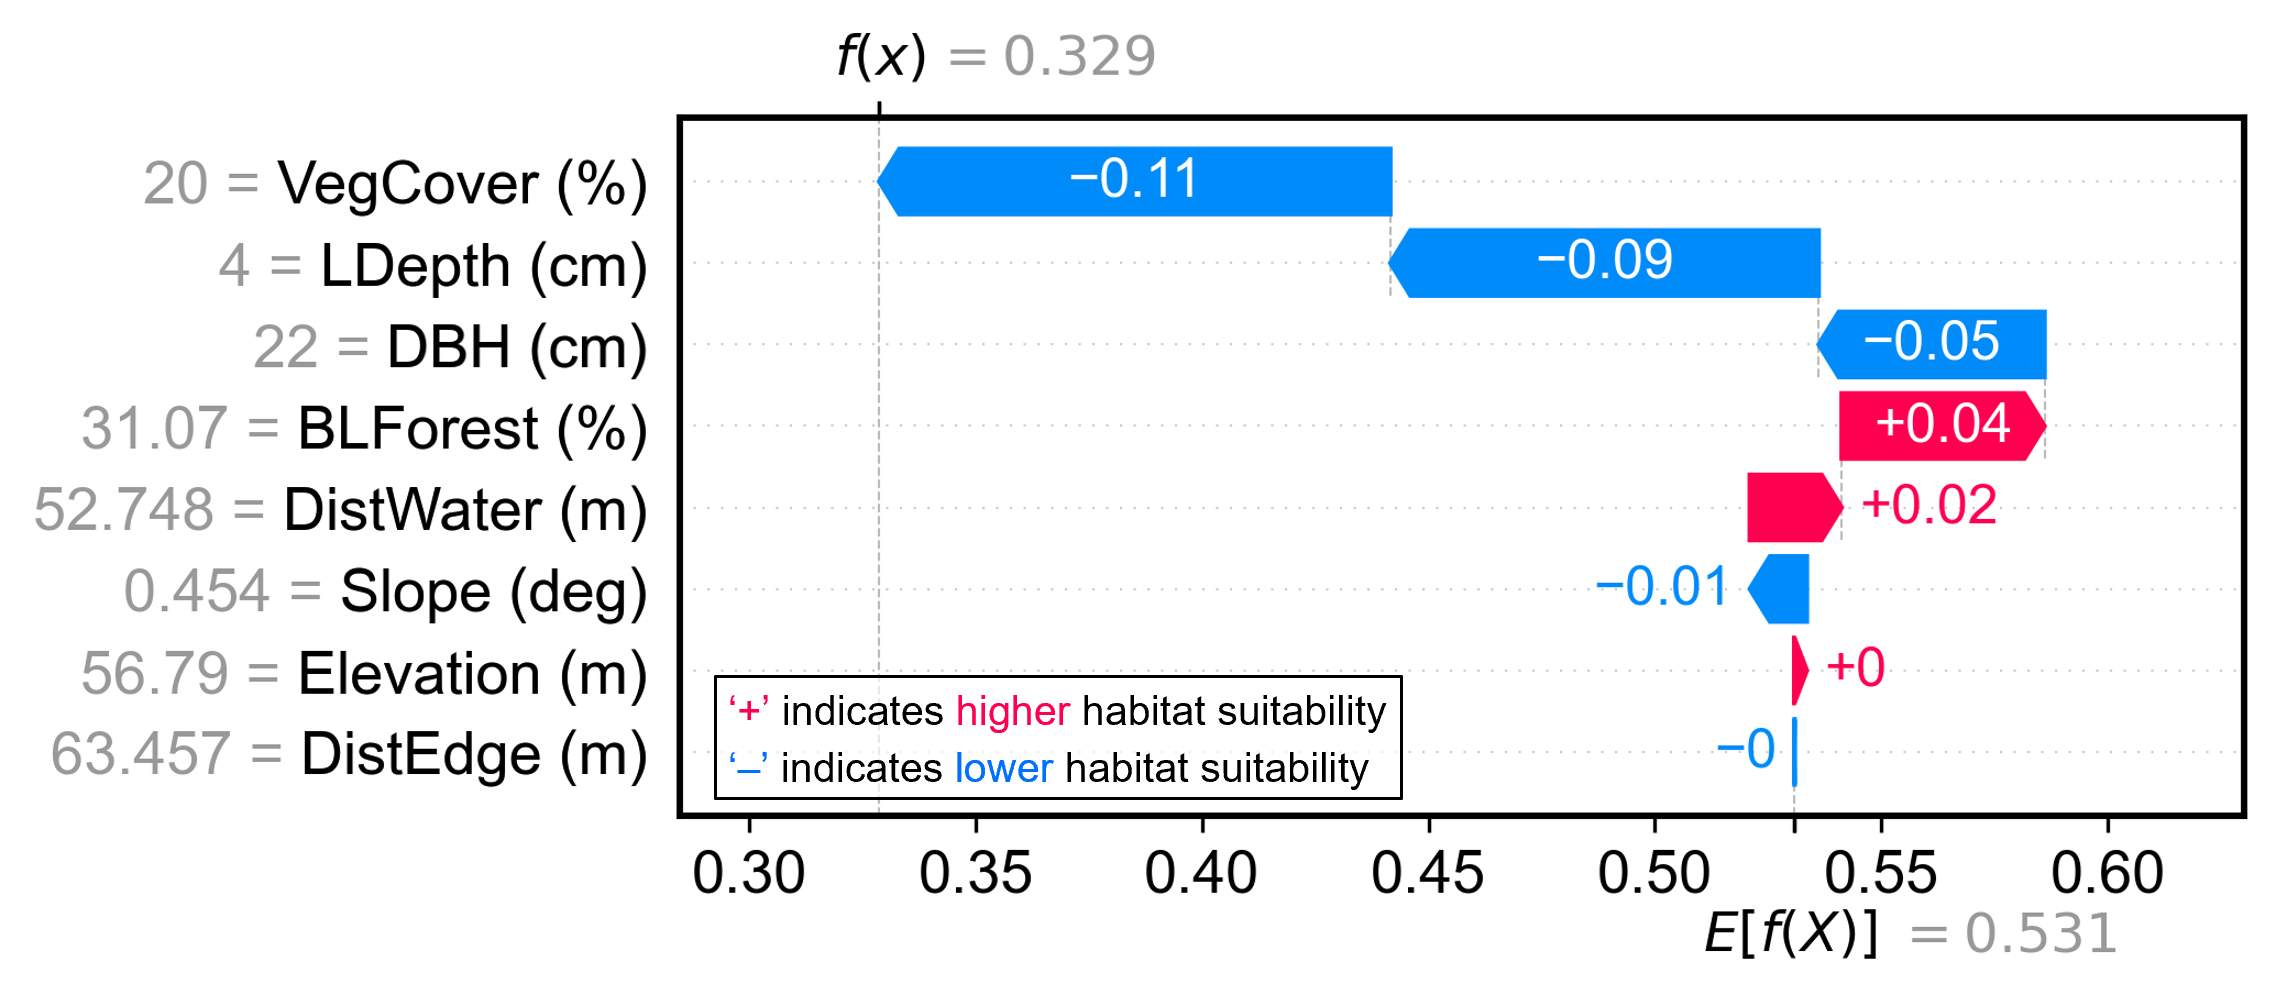 f(x) = 0.329
20 = VegCover (%)
−0.11
4 = LDepth (cm)
−0.09
22 = DBH (cm)
−0.05
31.07 = BLForest (%)
+0.04
52.748 = DistWater (m)
+0.02
0.454 = Slope (deg)
−0.01
56.79 = Elevation (m)
+0
63.457 = DistEdge (m)
−0
‘+’ indicates higher habitat suitability
‘–’ indicates lower habitat suitability
0.30 0.35 0.40 0.45 0.50 0.55 0.60
E[f(X)] = 0.531